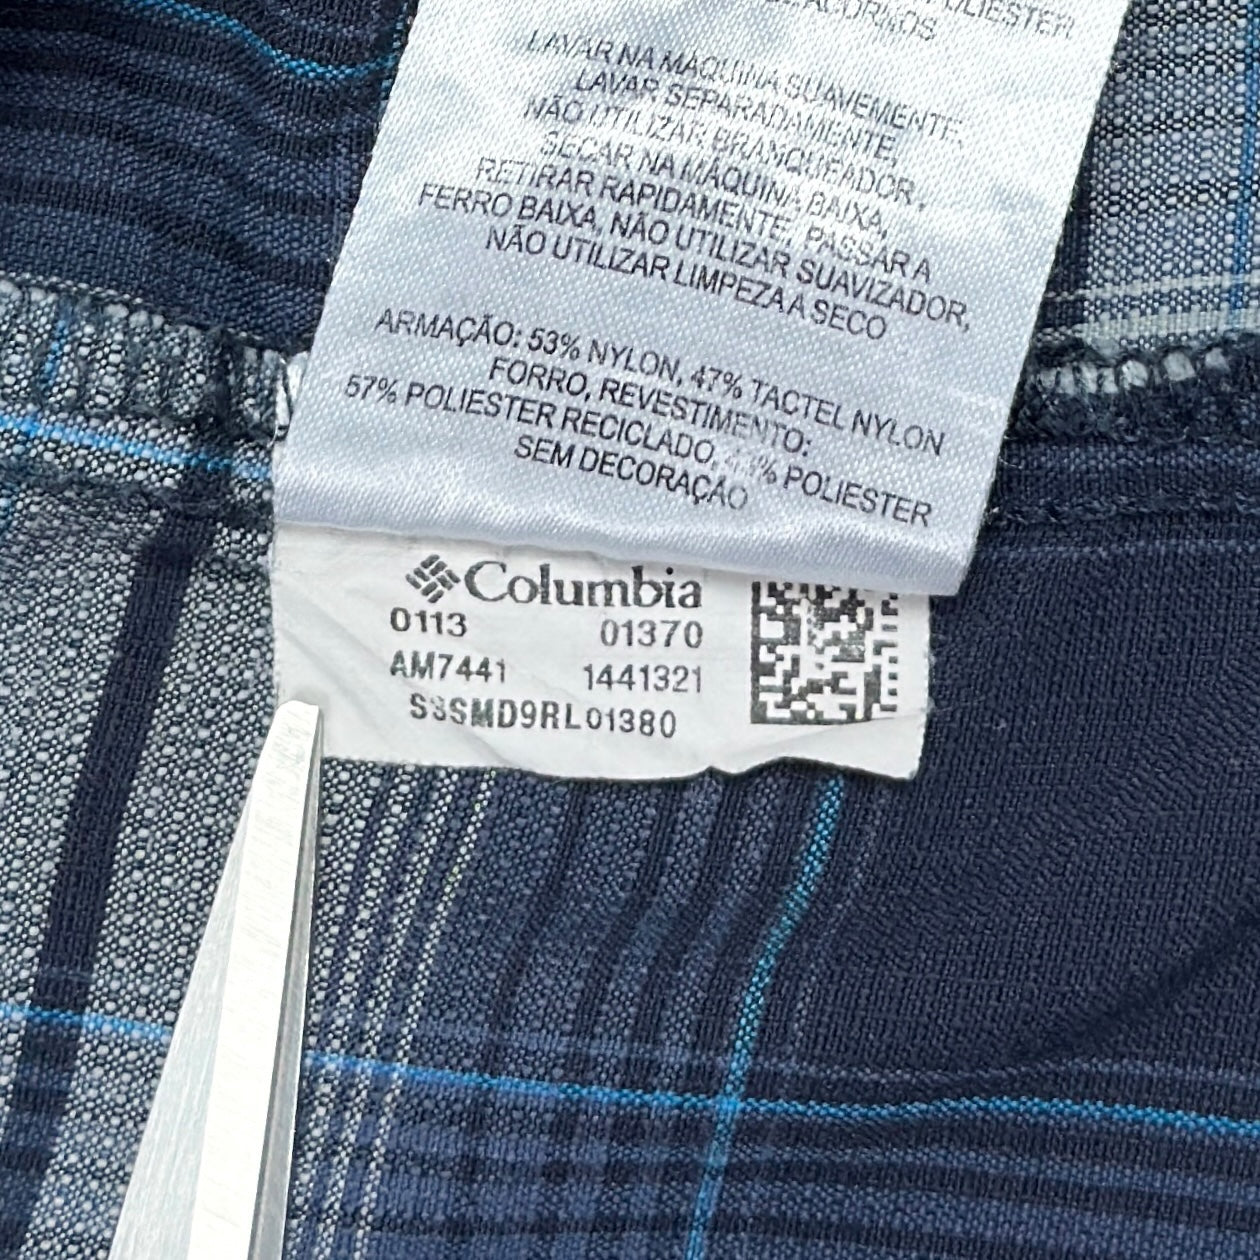 POLIESTER
LAVAR NA MÁQUINA SUAVEMENTE,
LAVAR SEPARADAMENTE,
NÃO UTILIZAR BRANQUEADOR,
SECAR NA MÁQUINA BAIXA,
RETIRAR RAPIDAMENTE, PASSAR A
FERRO BAIXA, NÃO UTILIZAR SUAVIZADOR,
NÃO UTILIZAR LIMPEZA A SECO
ARMAÇÃO: 53% NYLON, 47% TACTEL NYLON
FORRO, REVESTIMENTO:
57% POLIESTER RECICLADO, POLIESTER
SEM DECORAÇÃO
Columbia
0113 01370
AM7441 1441321
S3SMD9RL01380